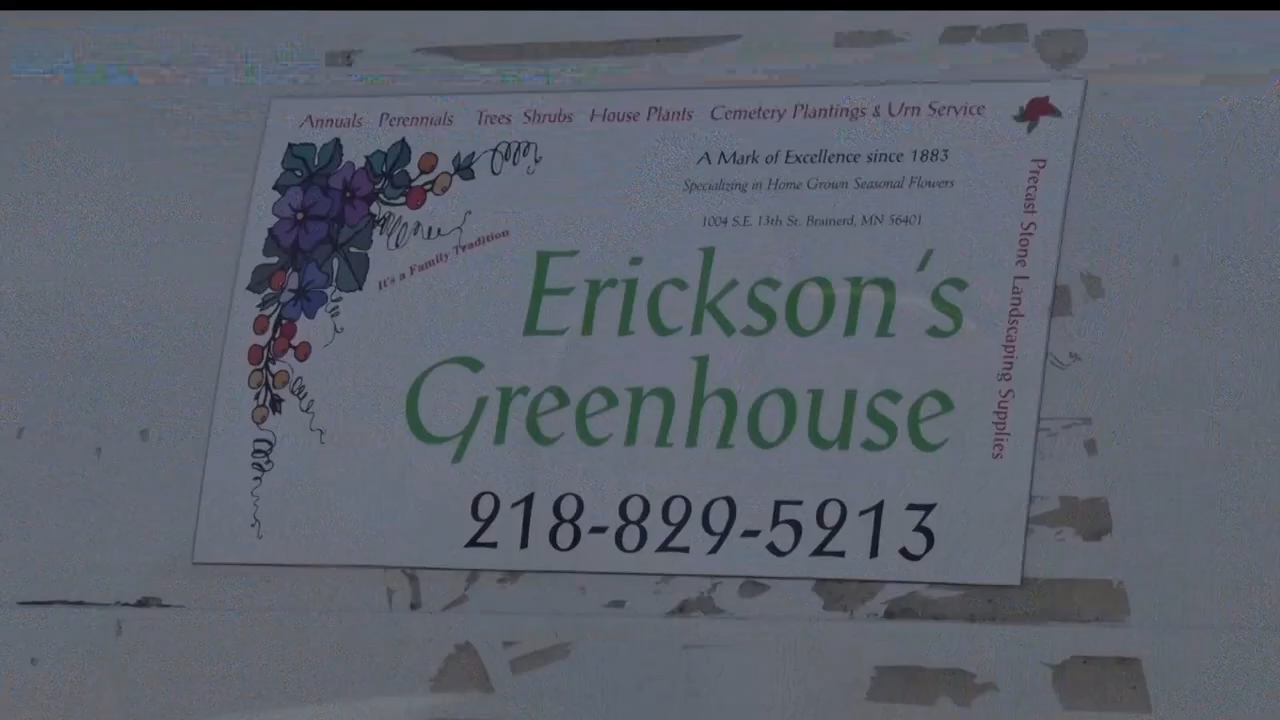 Annuals Perennials Trees Shrubs House Plants Cemetery Plantings & Urn Service
A Mark of Excellence since 1883
Specializing in Home Grown Seasonal Flowers
1004 S.E. 13th St. Brainerd, MN 56401
It's a Family Tradition
Erickson's
Greenhouse
218-829-5213
Precast Stone Landscaping Supplies